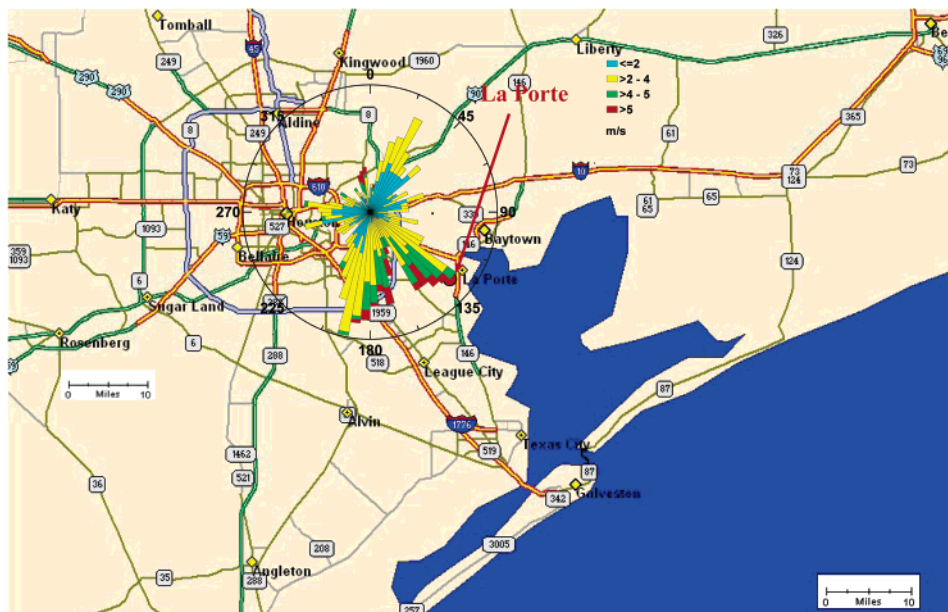 Tomball
Kingwood
1960
Liberty
326
45
249
290
290
0
146
90
<=2
>2 - 4
>4 - 5
>5
m/s
La Porte
365
315
Aldine
45
8
8
249
61
10
73
124
73
610
270
Katy
Houston
527
90
61
65
65
1093
59
Bellaire
146
Baytown
359
1093
La Porte
124
6
Sugar Land
225
135
1959
180
Rosenberg
6
288
518
146
League City
0
Miles
10
87
Alvin
1776
Texas City
1462
519
521
87
36
342
Galveston
208
3005
35
Angleton
288
257
0
Miles
10